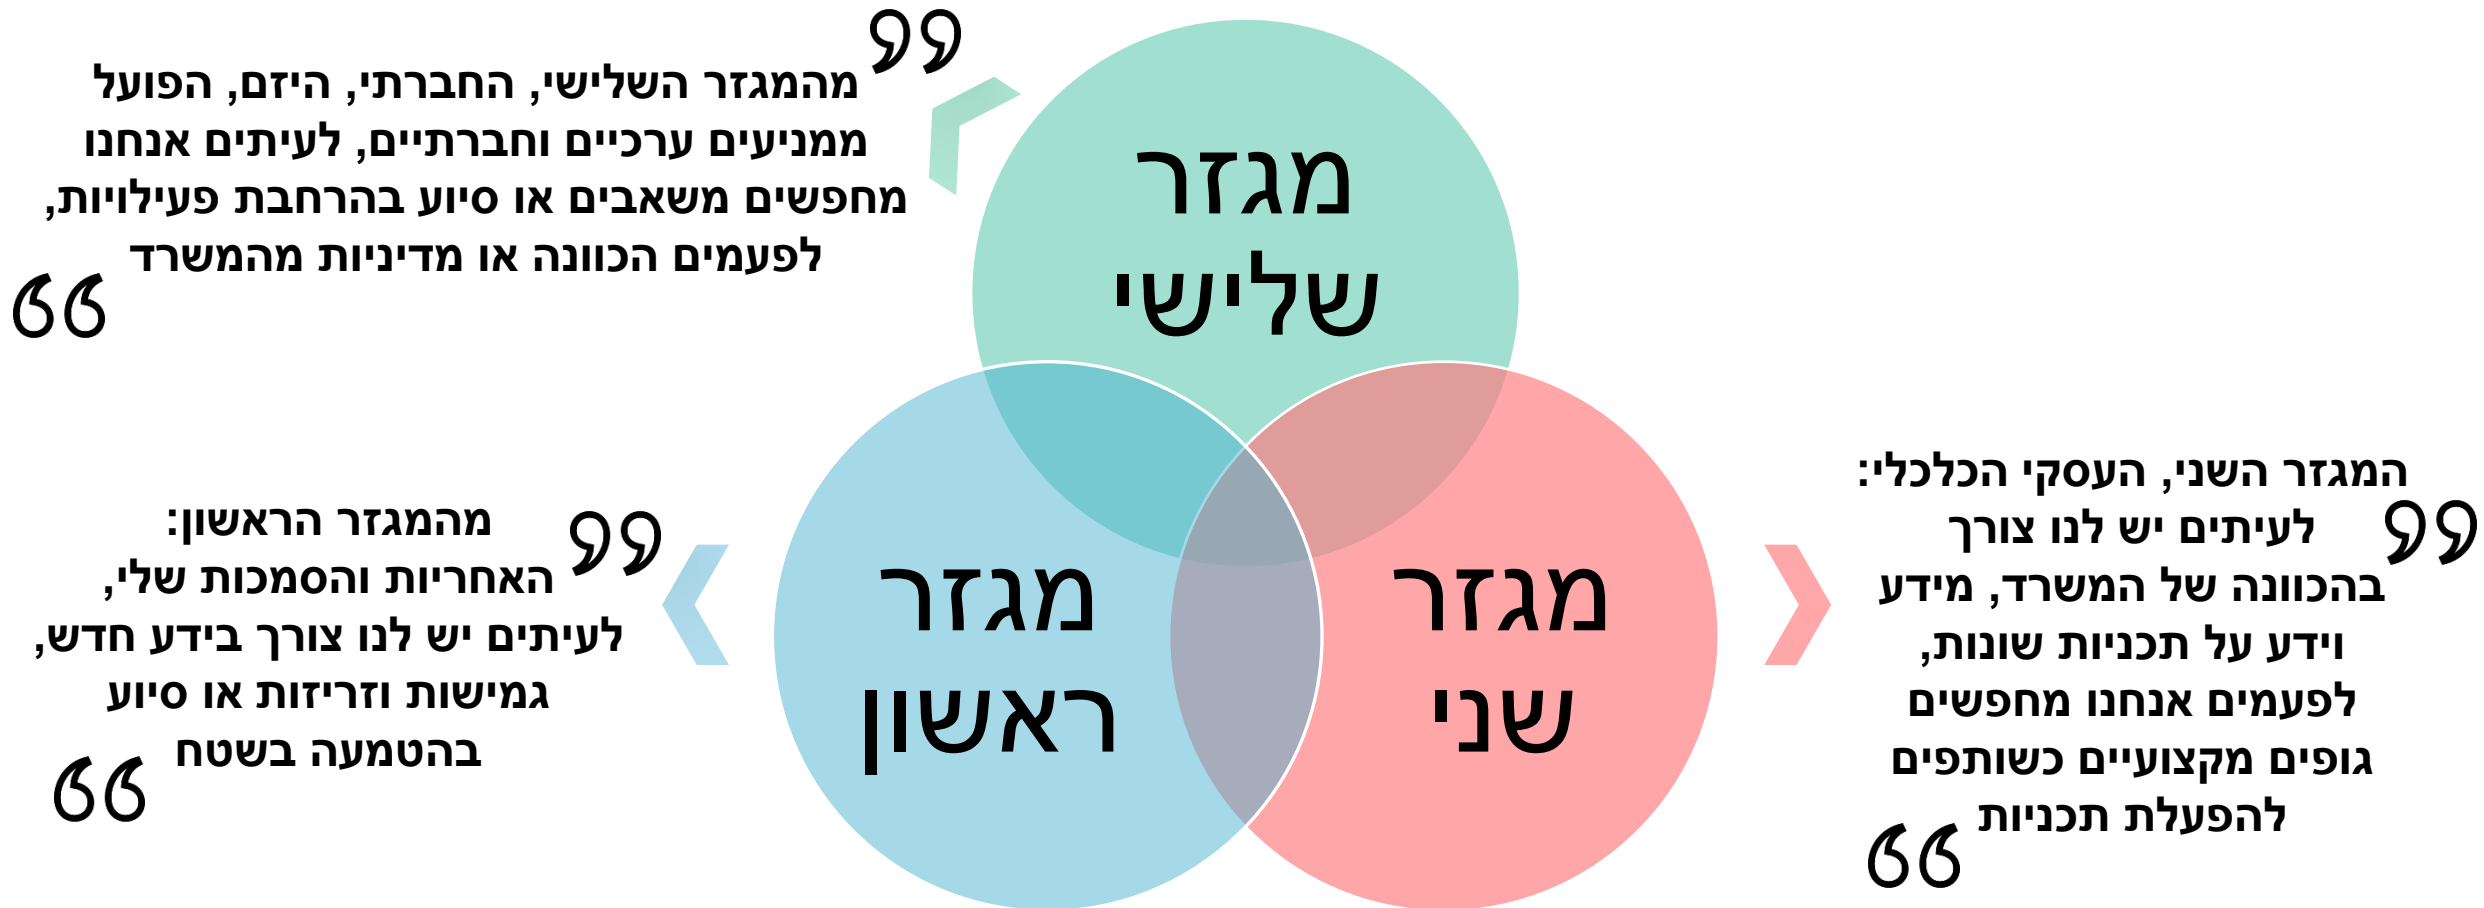 מהמגזר השלישי, החברתי, היזם, הפועל
ממניעים ערכיים וחברתיים, לעיתים אנחנו
מחפשים משאבים או סיוע בהרחבת פעילויות,
לפעמים הכוונה או מדיניות מהמשרד
מגזר
שלישי
המגזר השני, העסקי הכלכלי:
לעיתים יש לנו צורך
בהכוונה של המשרד, מידע
וידע על תכניות שונות,
לפעמים אנחנו מחפשים
גופים מקצועיים כשותפים
להפעלת תכניות
מגזר
שני
מגזר
ראשון
מהמגזר הראשון:
האחריות והסמכות שלי,
לעיתים יש לנו צורך בידע חדש,
גמישות וזריזות או סיוע
בהטמעה בשטח